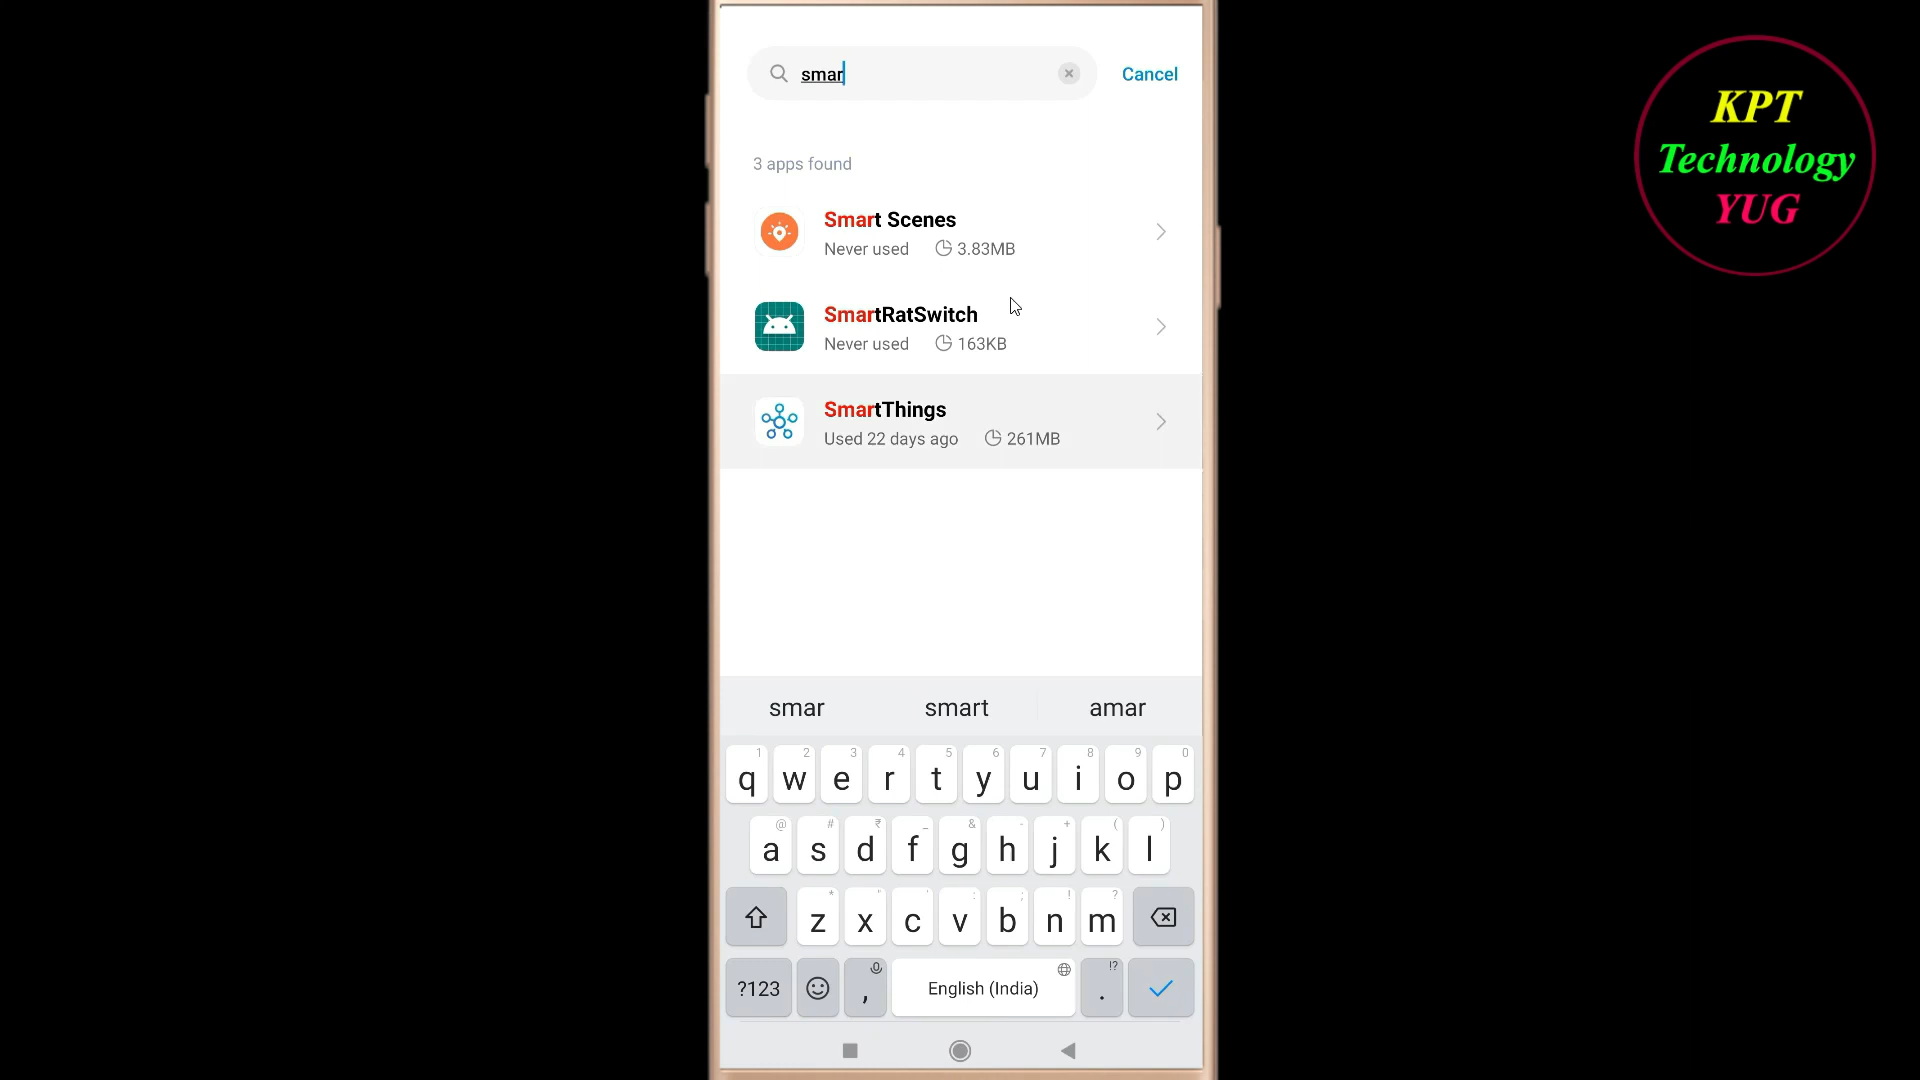 smar
Cancel
KPT
Technology
YUG
3 apps found
Smart Scenes
Never used 3.83MB
SmartRatSwitch
Never used 163KB
SmartThings
Used 22 days ago 261MB
smar smart amar
1 2 3 4 5 6 7 8 9 0
q w e r t y u i o p
@ # ₹ _ & - + ( )
a s d f g h j k l
* " ' : ; ! ?
z x c v b n m
!?
?123 , English (India) .